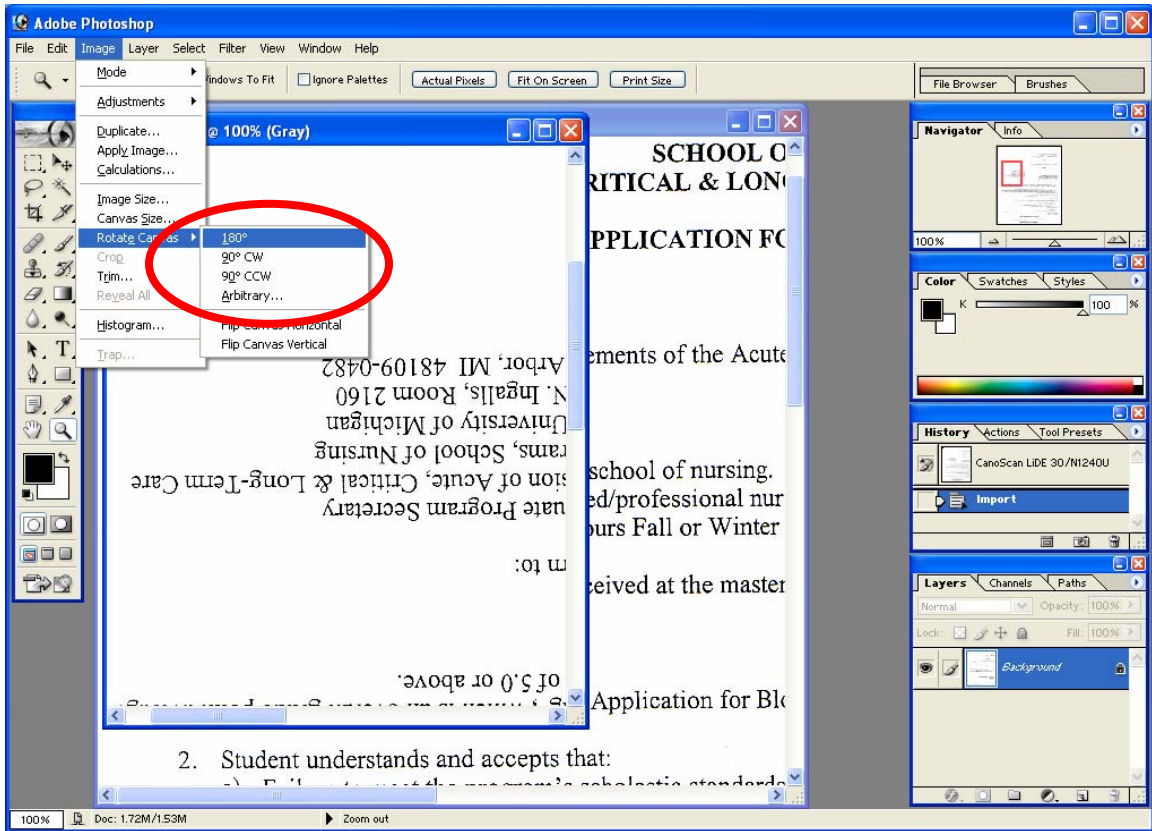 Adobe Photoshop
File Edit Image Layer Select Filter View Window Help
Windows To Fit Ignore Palettes Actual Pixels Fit On Screen Print Size
File Browser Brushes
Mode
Adjustments
Duplicate...
Apply Image...
Calculations...
Image Size...
Canvas Size...
Rotate Canvas
Crop
Trim...
Reveal All
Histogram...
Trap...
180°
90° CW
90° CCW
Arbitrary...
Flip Canvas Horizontal
Flip Canvas Vertical
@ 100% (Gray)
Arbor, MI 48109-0482
N. Ingalls, Room 2160
University of Michigan
rams, School of Nursing
sion of Acute, Critical & Long-Term Care
uate Program Secretary
m to:
of 5.0 or above.
SCHOOL O
RITICAL & LON
PPLICATION FO
ements of the Acute
school of nursing.
ed/professional nur
ours Fall or Winter
ceived at the master
Application for Blo
2. Student understands and accepts that:
Navigator Info
100%
Color Swatches Styles
K 100 %
History Actions Tool Presets
CanoScan LiDE 30/N1240U
Import
Layers Channels Paths
Normal Opacity: 100%
Lock: Fill: 100%
Background
100% Doc: 1.72M/1.53M Zoom out